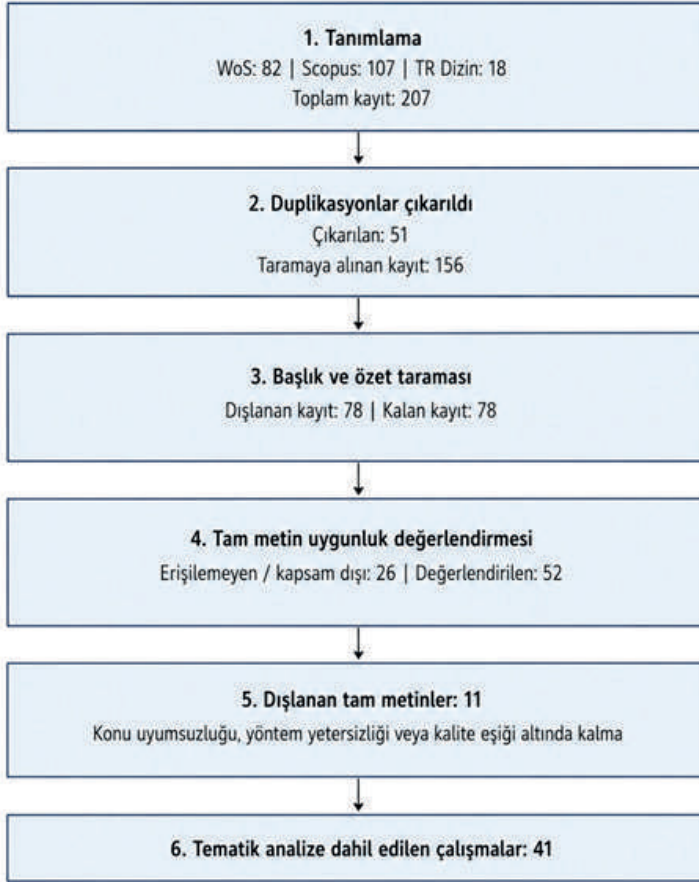 1. Tanımlama
WoS: 82 | Scopus: 107 | TR Dizin: 18
Toplam kayıt: 207
2. Duplikasyonlar çıkarıldı
Çıkarılan: 51
Taramaya alınan kayıt: 156
3. Başlık ve özet taraması
Dışlanan kayıt: 78 | Kalan kayıt: 78
4. Tam metin uygunluk değerlendirmesi
Erişilemeyen / kapsam dışı: 26 | Değerlendirilen: 52
5. Dışlanan tam metinler: 11
Konu uyumsuzluğu, yöntem yetersizliği veya kalite eşiği altında kalma
6. Tematik analize dahil edilen çalışmalar: 41